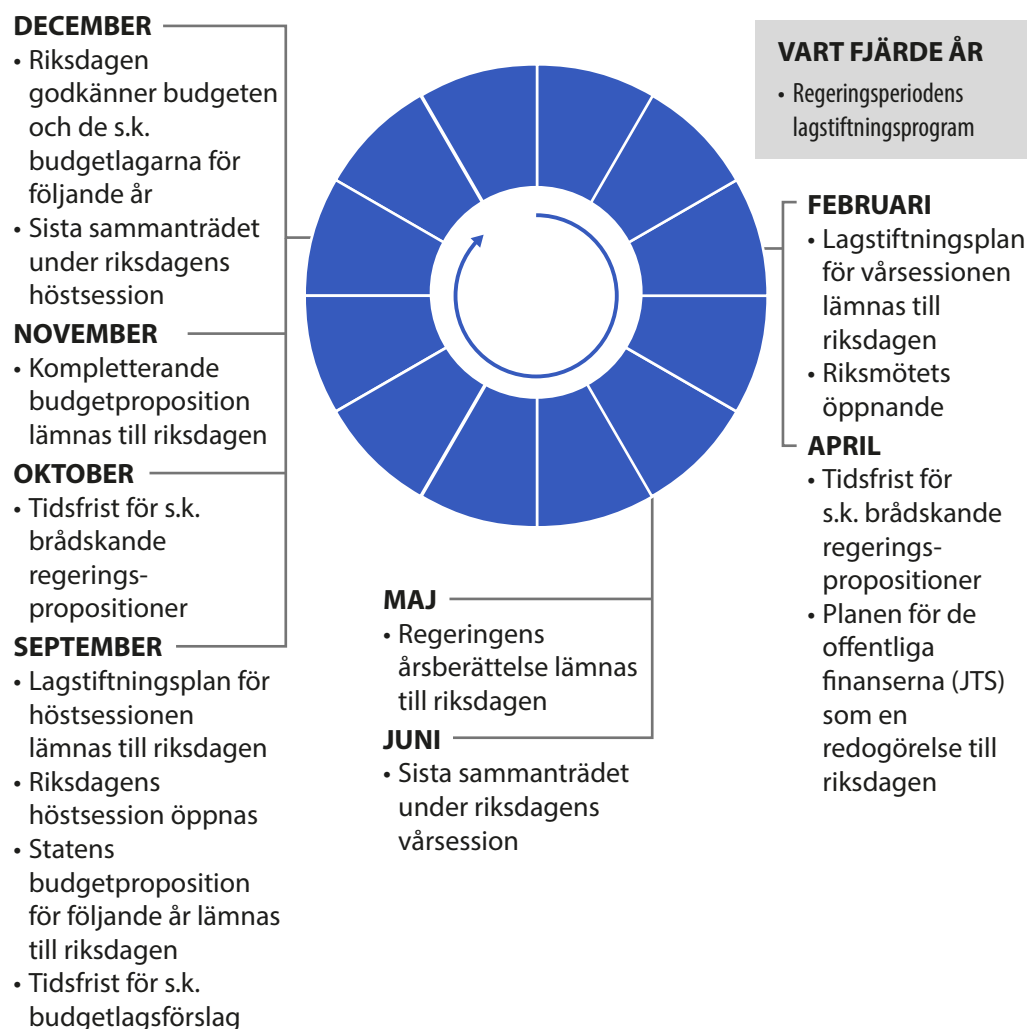 DECEMBER
• Riksdagen
godkänner budgeten
och de s.k.
budgetlagarna för
följande år
• Sista sammanträdet
under riksdagens
höstsession
NOVEMBER
• Kompletterande
budgetproposition
lämnas till riksdagen
OKTOBER
• Tidsfrist för s.k.
brådskande
regerings-
propositioner
SEPTEMBER
• Lagstiftningsplan för
höstsessionen
lämnas till riksdagen
• Riksdagens
höstsession öppnas
• Statens
budgetproposition
för följande år lämnas
till riksdagen
• Tidsfrist för s.k.
budgetlagsförslag
MAJ
• Regeringens
årsberättelse lämnas
till riksdagen
JUNI
• Sista sammanträdet
under riksdagens
vårsession
VART FJÄRDE ÅR
• Regeringsperiodens
lagstiftningsprogram
FEBRUARI
• Lagstiftningsplan
för vårsessionen
lämnas till
riksdagen
• Riksmötets
öppnande
APRIL
• Tidsfrist för
s.k. brådskande
regerings-
propositioner
• Planen för de
offentliga
finanserna (JTS)
som en
redogörelse till
riksdagen